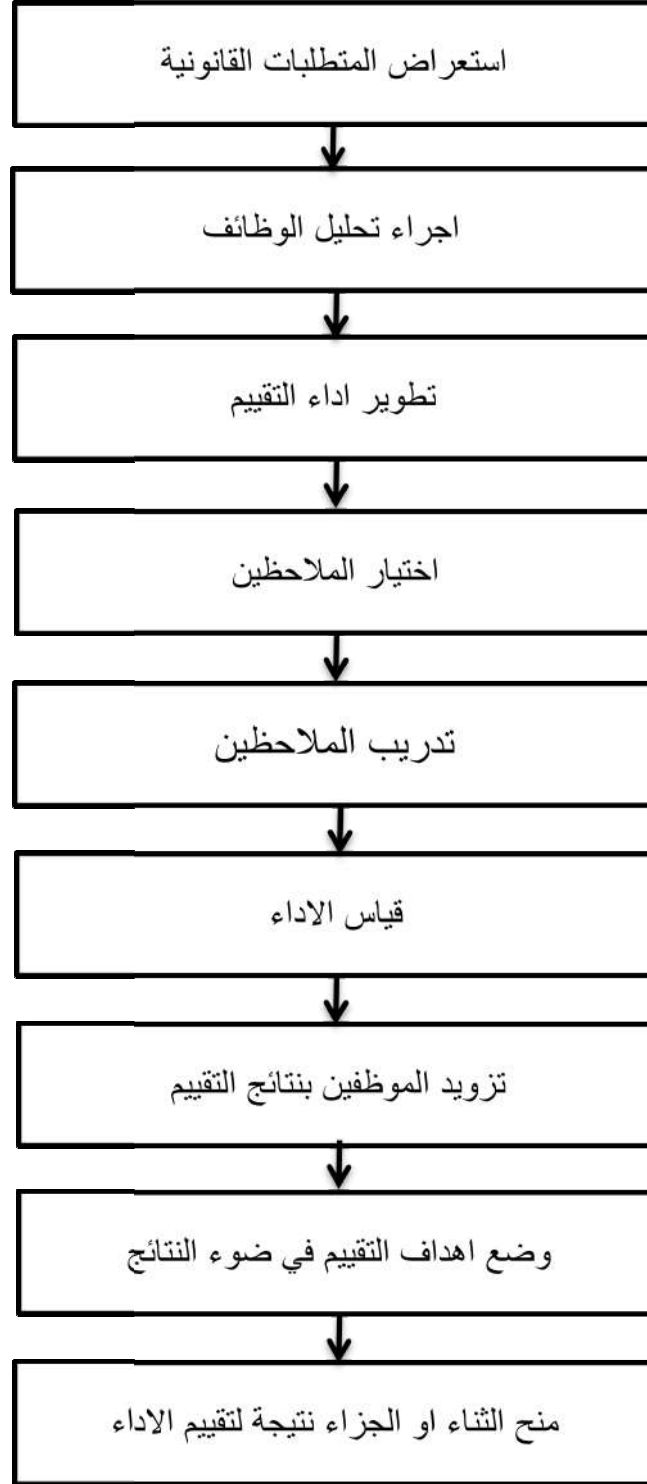 استعراض المتطلبات القانونية
اجراء تحليل الوظائف
تطوير اداء التقييم
اختيار الملاحظين
تدريب الملاحظين
قياس الاداء
تزويد الموظفين بنتائج التقييم
وضع اهداف التقييم في ضوء النتائج
منح الثناء او الجزاء نتيجة لتقييم الاداء